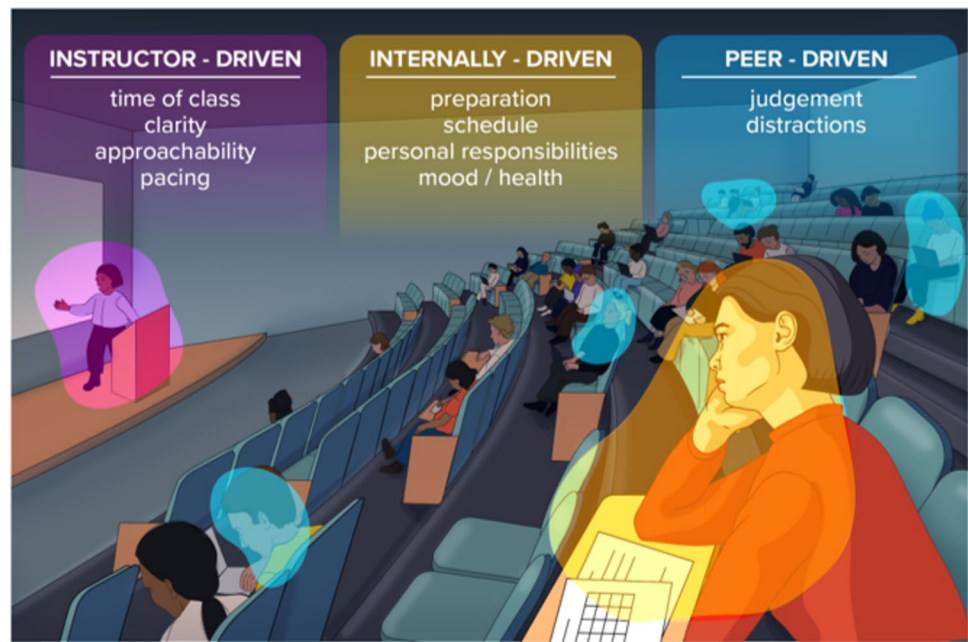 INSTRUCTOR - DRIVEN
time of class
clarity
approachability
pacing
INTERNALLY - DRIVEN
preparation
schedule
personal responsibilities
mood / health
PEER - DRIVEN
judgement
distractions